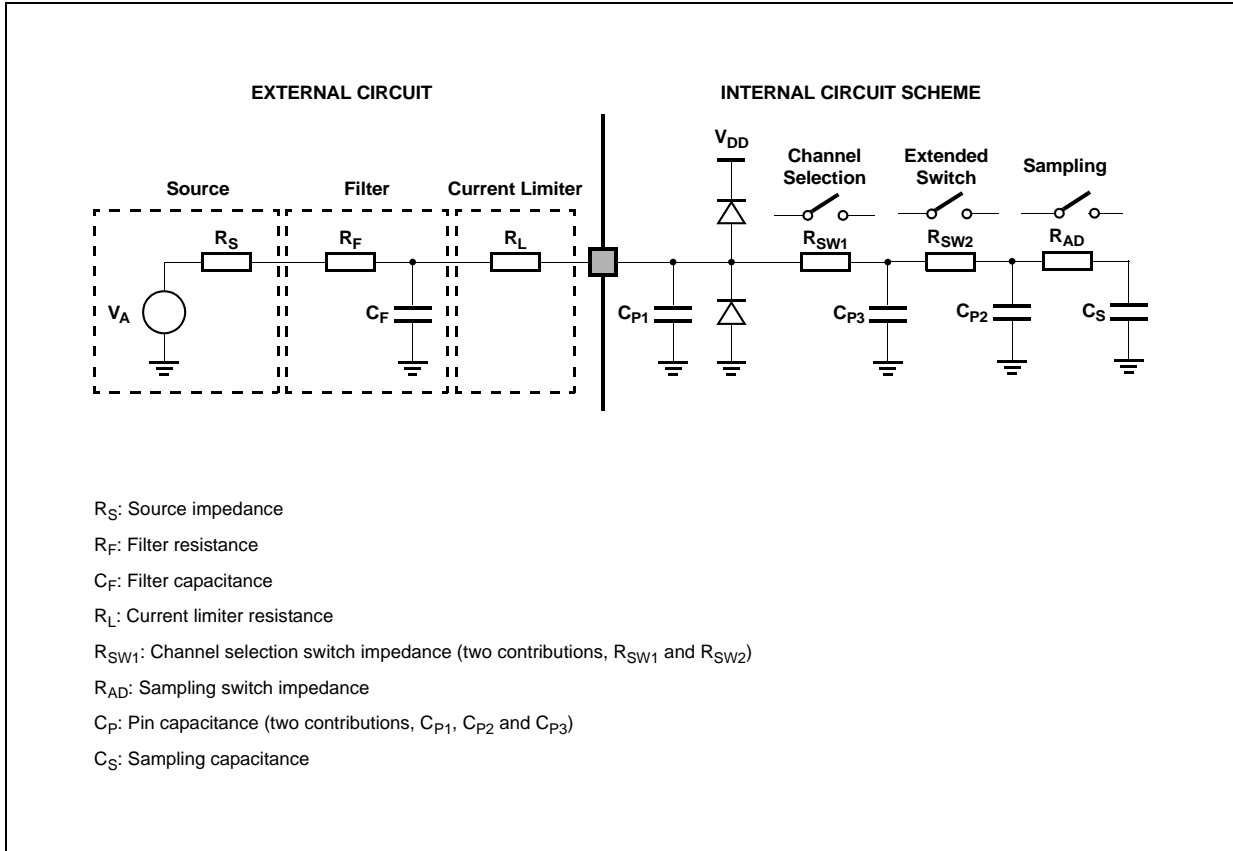 EXTERNAL CIRCUIT
INTERNAL CIRCUIT SCHEME
VDD
Channel
Selection
Extended
Switch
Sampling
Source
Filter
Current Limiter
RS
RF
RL
RSW1
RSW2
RAD
VA
CF
CP1
CP3
CP2
CS
RS: Source impedance
RF: Filter resistance
CF: Filter capacitance
RL: Current limiter resistance
RSW1: Channel selection switch impedance (two contributions, RSW1 and RSW2)
RAD: Sampling switch impedance
CP: Pin capacitance (two contributions, CP1, CP2 and CP3)
CS: Sampling capacitance